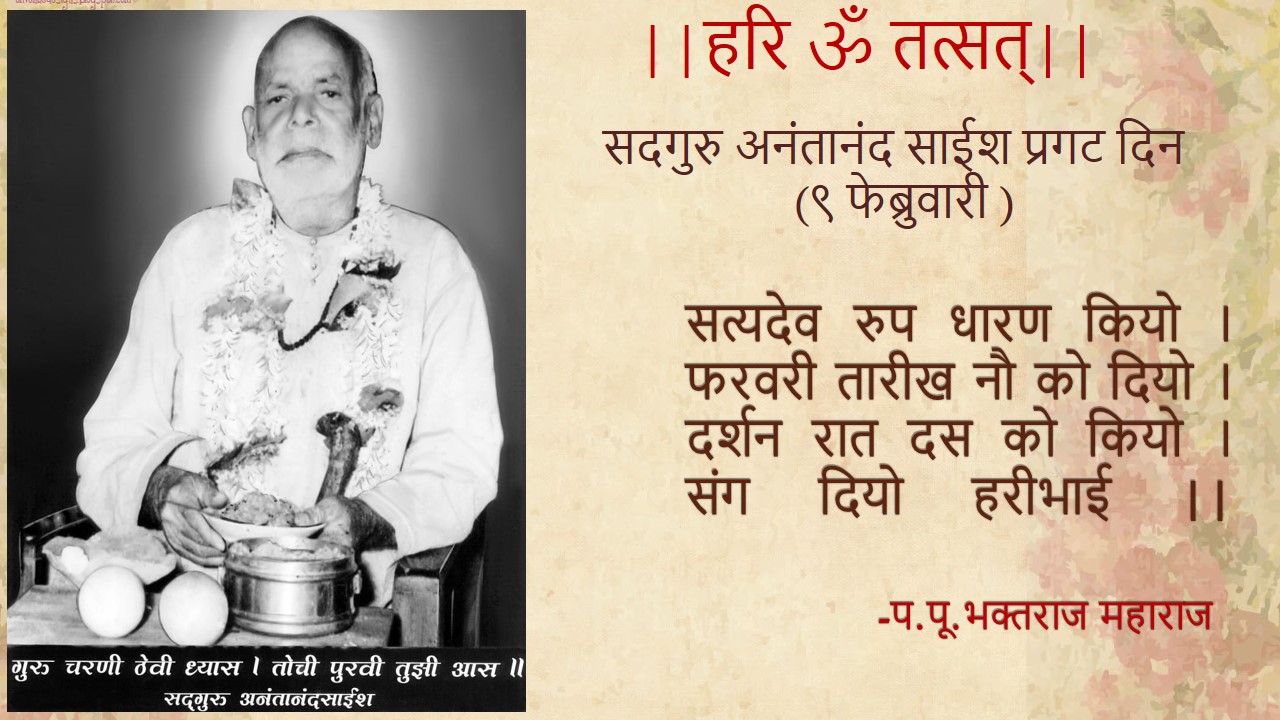 ||हरि ॐ तत्सत्||
सदगुरु अनंतानंद साईश प्रगट दिन
(९ फेब्रुवारी )
सत्यदेव रुप धारण कियो ।
फरवरी तारीख नौ को दियो ।
दर्शन रात दस को कियो ।
संग दियो हरीभाई ।।
-प.पू.भक्तराज महाराज
गुरु चरणी ठेवी ध्यास । तोची पुरवी तुझी आस ॥
सद्‌गुरु अनंतानंदसाईश